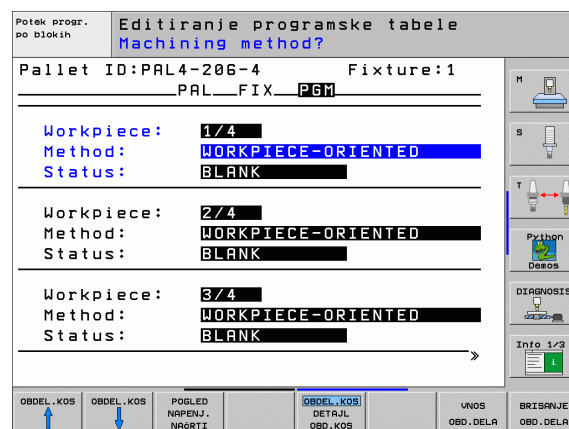 Potek progr.
po blokih
Editiranje programske tabele
Machining method?
Pallet ID:PAL4-206-4 Fixture:1
PAL FIX PGM
Workpiece: 1/4
Method: WORKPIECE-ORIENTED
Status: BLANK
Workpiece: 2/4
Method: WORKPIECE-ORIENTED
Status: BLANK
Workpiece: 3/4
Method: WORKPIECE-ORIENTED
Status: BLANK
»
M
S
T
Python
Demos
DIAGNOSIS
Info 1/3
i
OBDEL.KOS
OBDEL.KOS
POGLED
NAPENJ.
NAóRTI
OBDEL.KOS
DETAJL
OBD.KOS
VNOS
OBD.DELA
BRISANJE
OBD.DELA